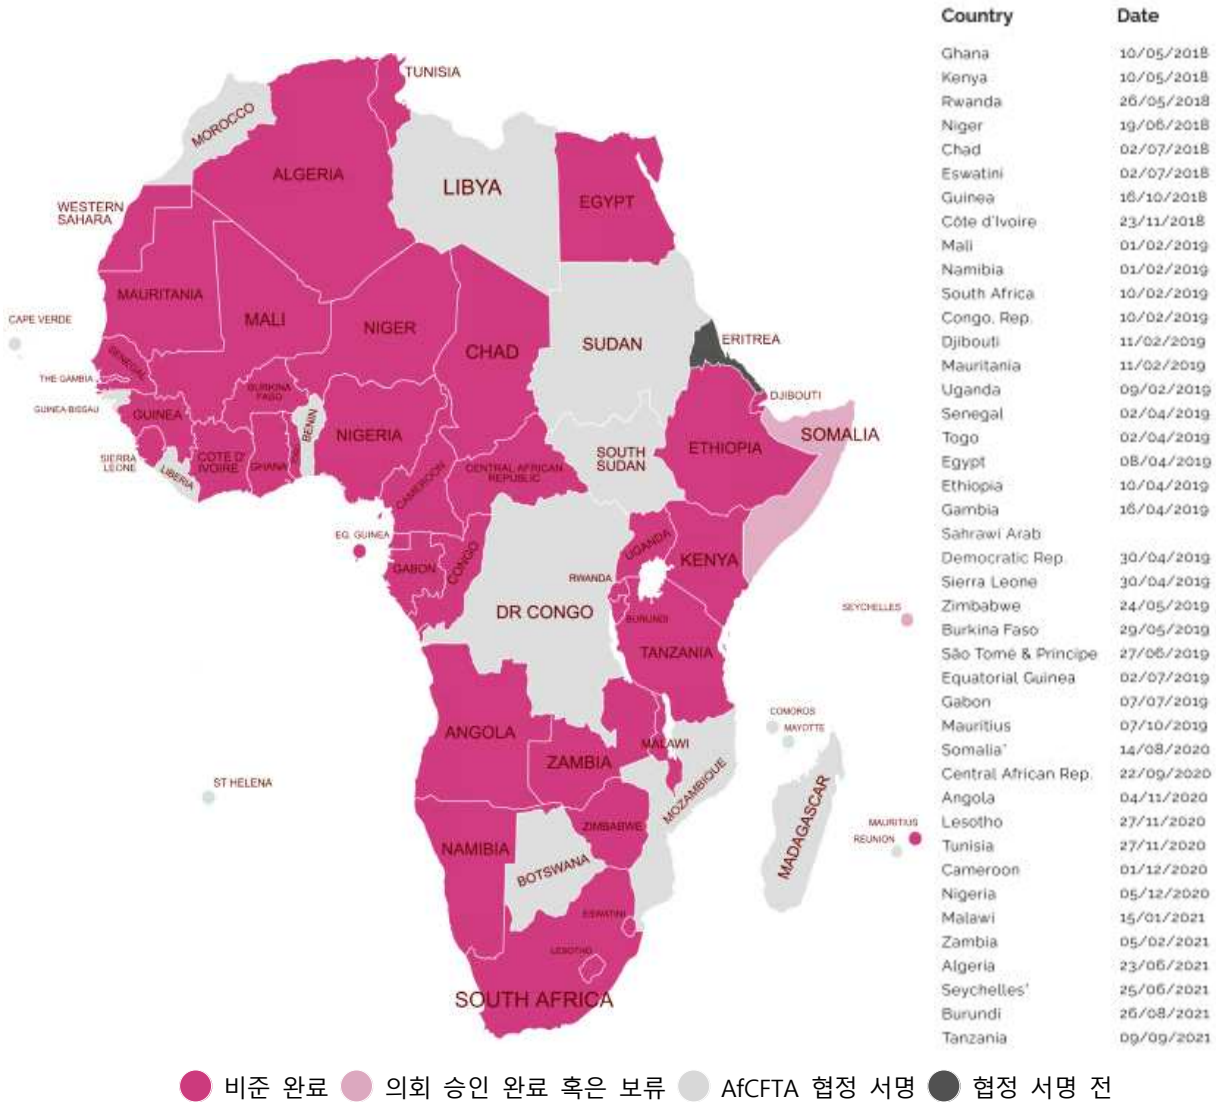 Country Date
Ghana 10/05/2018
Kenya 10/05/2018
Rwanda 26/05/2018
Niger 19/06/2018
Chad 02/07/2018
Eswatini 02/07/2018
Guinea 16/10/2018
Côte d'Ivoire 23/11/2018
Mali 01/02/2019
Namibia 01/02/2019
South Africa 10/02/2019
Congo, Rep. 10/02/2019
Djibouti 11/02/2019
Mauritania 11/02/2019
Uganda 09/02/2019
Senegal 02/04/2019
Togo 02/04/2019
Egypt 08/04/2019
Ethiopia 10/04/2019
Gambia 16/04/2019
Sahrawi Arab
Democratic Rep. 30/04/2019
Sierra Leone 30/04/2019
Zimbabwe 24/05/2019
Burkina Faso 29/05/2019
São Tomé & Principe 27/06/2019
Equatorial Guinea 02/07/2019
Gabon 07/07/2019
Mauritius 07/10/2019
Somalia* 14/08/2020
Central African Rep. 22/09/2020
Angola 04/11/2020
Lesotho 27/11/2020
Tunisia 27/11/2020
Cameroon 01/12/2020
Nigeria 05/12/2020
Malawi 15/01/2021
Zambia 05/02/2021
Algeria 23/06/2021
Seychelles* 25/06/2021
Burundi 26/08/2021
Tanzania 09/09/2021
TUNISIA
MOROCCO
ALGERIA
LIBYA
EGYPT
WESTERN
SAHARA
MAURITANIA
MALI
NIGER
CHAD
SUDAN
ERITREA
CAPE VERDE
SENEGAL
THE GAMBIA
GUINEA-BISSAU
GUINEA
BURKINA
FASO
BENIN
NIGERIA
DJIBOUTI
SOMALIA
ETHIOPIA
SOUTH
SUDAN
SIERRA
LEONE
LIBERIA
COTE D'
IVOIRE
GHANA
CAMEROON
CENTRAL AFRICAN
REPUBLIC
EQ. GUINEA
GABON
CONGO
UGANDA
KENYA
RWANDA
DR CONGO
BURUNDI
TANZANIA
SEYCHELLES
COMOROS
MAYOTTE
ANGOLA
ZAMBIA
MALAWI
MOZAMBIQUE
ST HELENA
MADAGASCAR
MAURITIUS
REUNION
NAMIBIA
ZIMBABWE
BOTSWANA
ESWATINI
LESOTHO
SOUTH AFRICA
비준 완료 의회 승인 완료 혹은 보류 AfCFTA 협정 서명 협정 서명 전